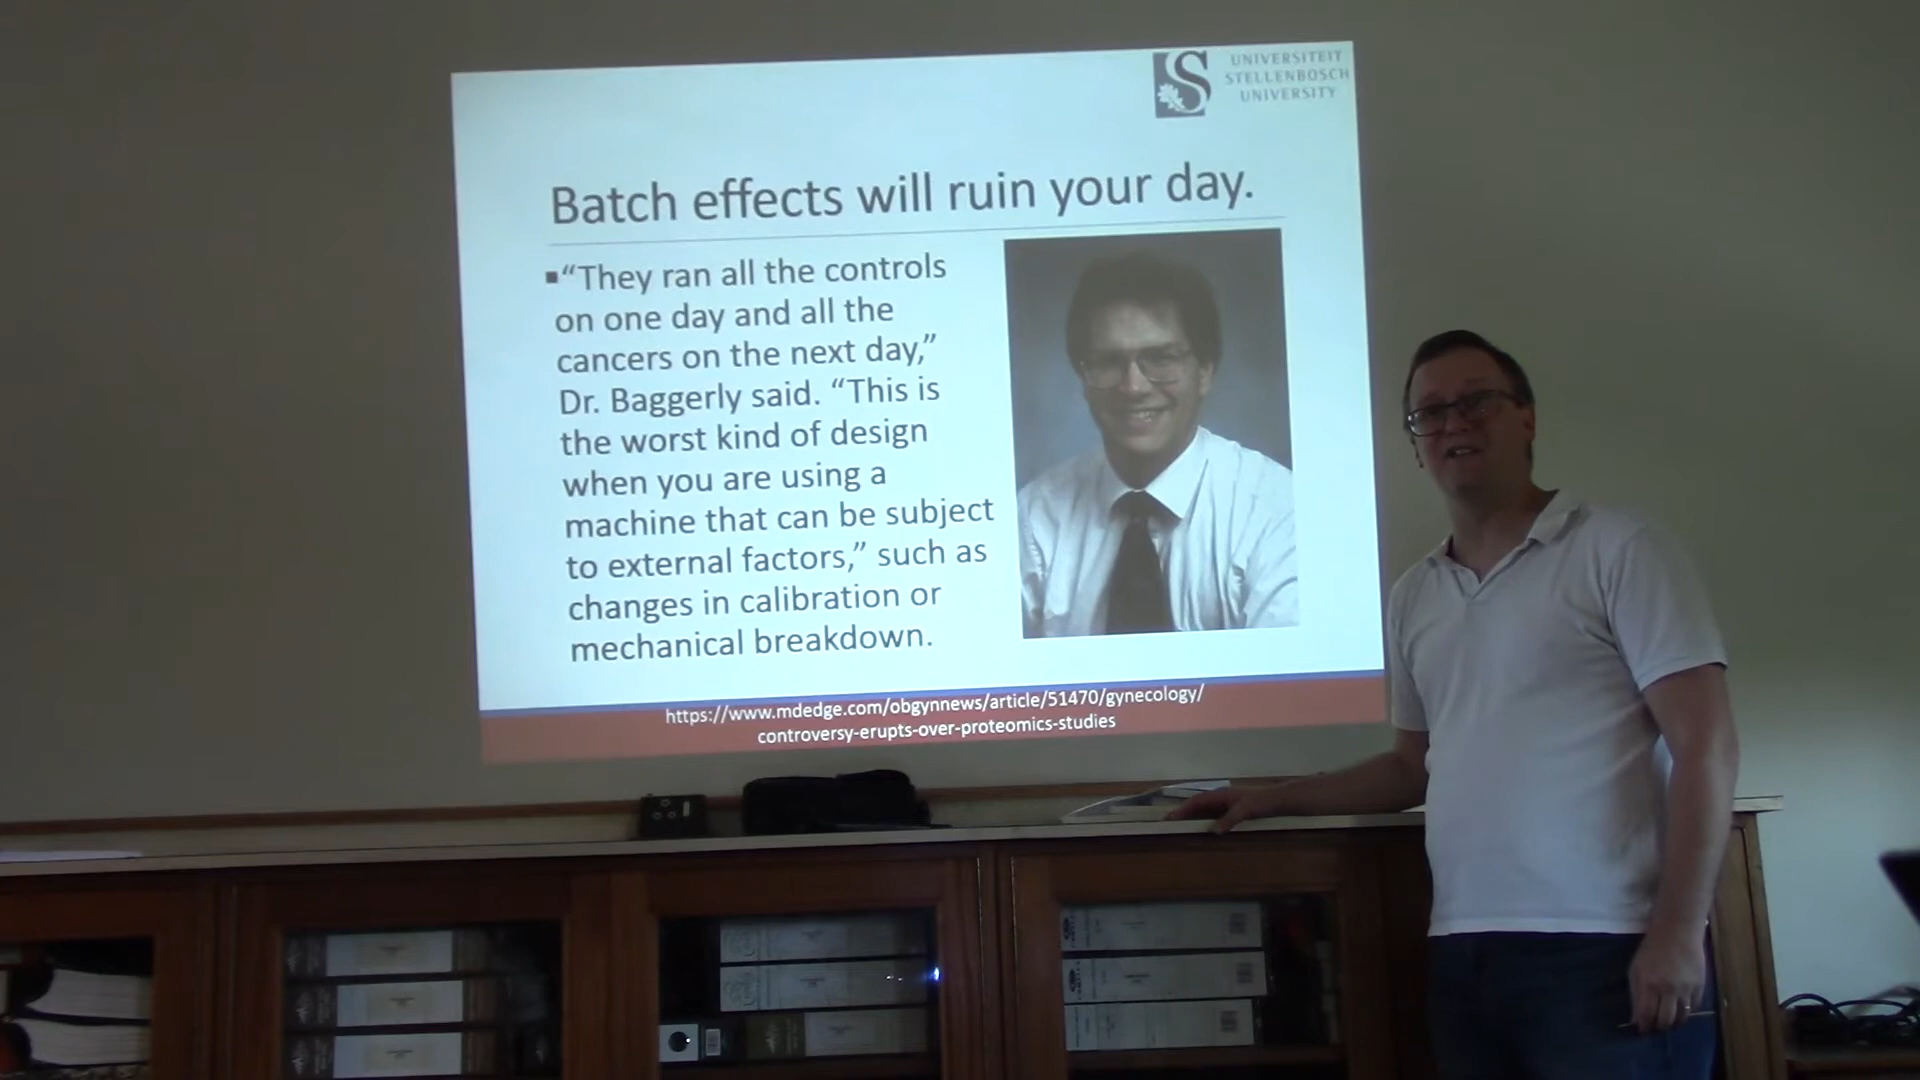 UNIVERSITEIT
STELLENBOSCH
UNIVERSITY
Batch effects will ruin your day.
▪“They ran all the controls
on one day and all the
cancers on the next day,”
Dr. Baggerly said. “This is
the worst kind of design
when you are using a
machine that can be subject
to external factors,” such as
changes in calibration or
mechanical breakdown.
https://www.mdedge.com/obgynnews/article/51470/gynecology/
controversy-erupts-over-proteomics-studies